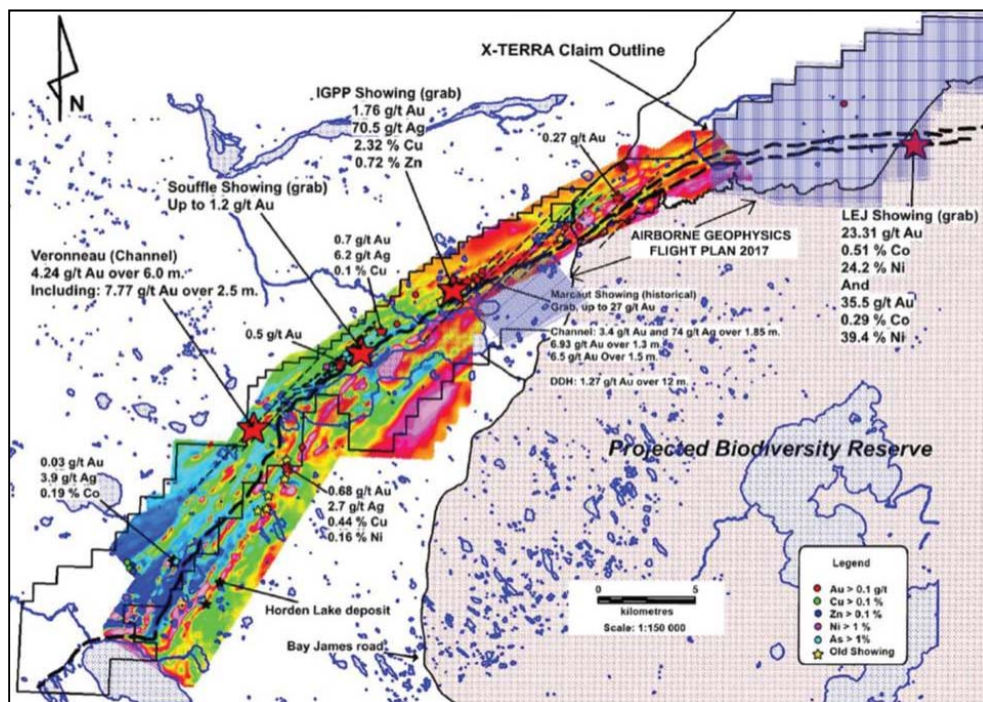 X-TERRA Claim Outline
N
IGPP Showing (grab)
1.76 g/t Au
70.5 g/t Ag
2.32 % Cu
0.72 % Zn
0.27 g/t Au
Souffle Showing (grab)
Up to 1.2 g/t Au
LEJ Showing (grab)
23.31 g/t Au
0.51 % Co
24.2 % Ni
And
35.5 g/t Au
0.29 % Co
39.4 % Ni
AIRBORNE GEOPHYSICS
FLIGHT PLAN 2017
0.7 g/t Au
6.2 g/t Ag
0.1 % Cu
Veronneau (Channel)
4.24 g/t Au over 6.0 m.
Including: 7.77 g/t Au over 2.5 m.
Marcaut Showing (historical)
Grab, up to 27 g/t Au
Channel: 3.4 g/t Au and 74 g/t Ag over 1.85 m.
6.93 g/t Au over 1.3 m.
6.5 g/t Au Over 1.5 m.
0.5 g/t Au
DDH: 1.27 g/t Au over 12 m.
Projected Biodiversity Reserve
0.03 g/t Au
3.9 g/t Ag
0.19 % Co
0.68 g/t Au
2.7 g/t Ag
0.44 % Cu
0.16 % Ni
Horden Lake deposit
Bay James road
0 5
kilometres
Scale: 1:150 000
Legend
Au > 0.1 g/t
Cu > 0.1 %
Zn > 0.1 %
Ni > 1 %
As > 1%
Old Showing